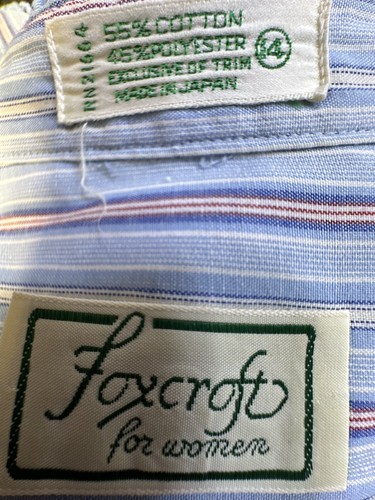 55% COTTON
45% POLYESTER
EXCLUSIVE OF TRIM
MADE IN JAPAN
14
RN21664
Foxcroft
for women